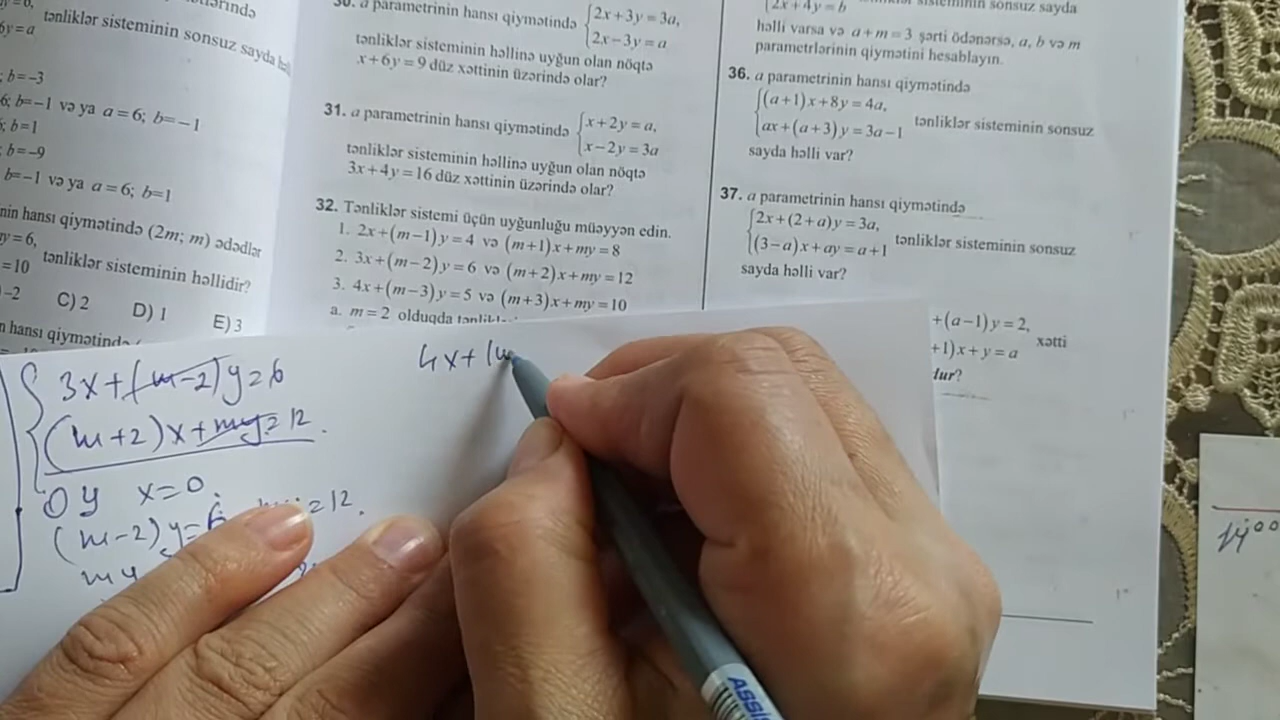 tənliklər sisteminin sonsuz sayda
6y=a
; b=−3
6; b=−1 və ya a=6; b=−1
; b=1
; b=−9
b=−1 və ya a=6; b=1
nin hansı qiymətində (2m; m) ədədlər
y=6,
=10
tənliklər sisteminin həllidir?
−2 C) 2 D) 1 E) 3
n hansı qiymətində
30. a parametrinin hansı qiymətində
2x+3y=3a,
2x−3y=a
tənliklər sisteminin həllinə uyğun olan nöqtə
x+6y=9 düz xəttinin üzərində olar?
31. a parametrinin hansı qiymətində
x+2y=a,
x−2y=3a
tənliklər sisteminin həllinə uyğun olan nöqtə
3x+4y=16 düz xəttinin üzərində olar?
32. Tənliklər sistemi üçün uyğunluğu müəyyən edin.
1. 2x+(m−1)y=4 və (m+1)x+my=8
2. 3x+(m−2)y=6 və (m+2)x+my=12
3. 4x+(m−3)y=5 və (m+3)x+my=10
a. m=2 olduqda
2x+4y=b
sisteminin sonsuz sayda
həlli varsa və a+m=3 şərti ödənərsə, a, b və m
parametrlərinin qiymətini hesablayın.
36. a parametrinin hansı qiymətində
(a+1)x+8y=4a,
ax+(a+3)y=3a−1
tənliklər sisteminin sonsuz
sayda həlli var?
37. a parametrinin hansı qiymətində
2x+(2+a)y=3a,
(3−a)x+ay=a+1
tənliklər sisteminin sonsuz
sayda həlli var?
+(a−1)y=2,
+1)x+y=a
xətti
dur?
3x+(m-2)y=6
(m+2)x+my=12
OY x=0
(m-2)y=6
=12.
my
4x+(m
ASSIS